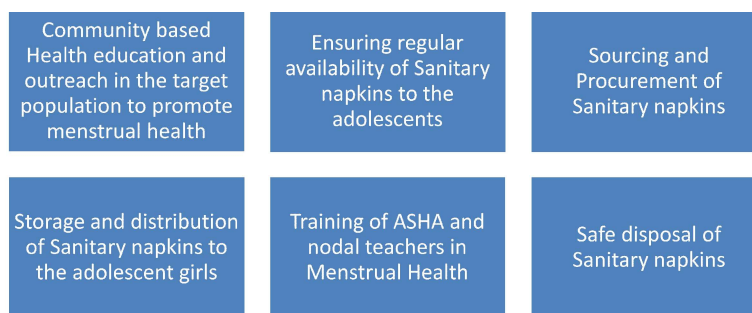 Community based
Health education and
outreach in the target
population to promote
menstrual health
Ensuring regular
availability of Sanitary
napkins to the
adolescents
Sourcing and
Procurement of
Sanitary napkins
Storage and distribution
of Sanitary napkins to
the adolescent girls
Training of ASHA and
nodal teachers in
Menstrual Health
Safe disposal of
Sanitary napkins